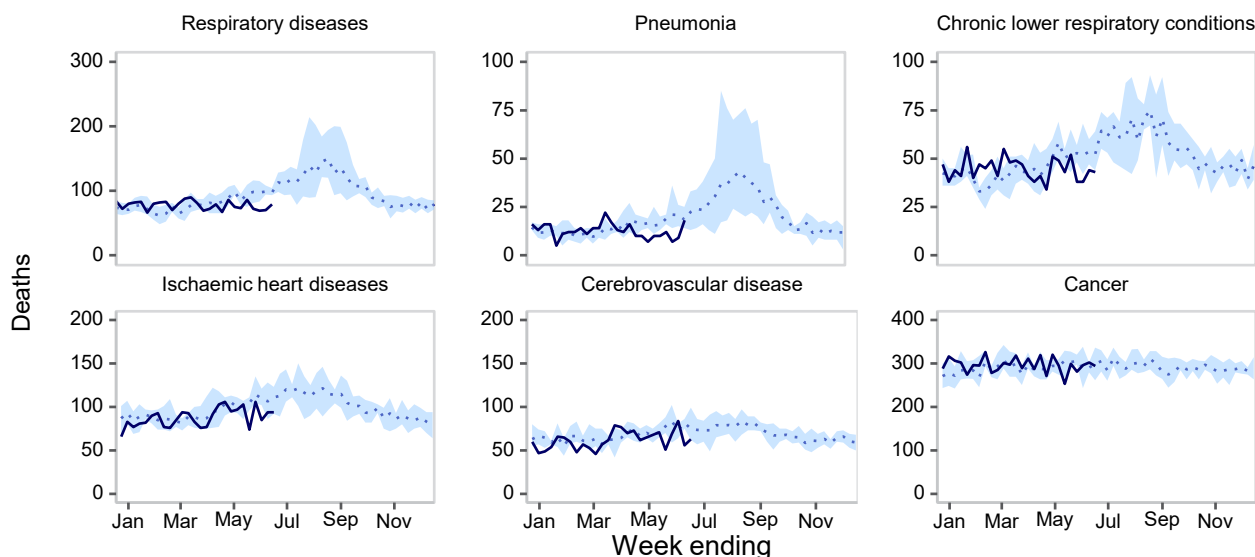 Respiratory diseases
Pneumonia
Chronic lower respiratory conditions
300
200
100
0
100
75
50
25
0
100
75
50
25
0
Deaths
Ischaemic heart diseases
Cerebrovascular disease
Cancer
200
150
100
50
0
200
150
100
50
0
400
300
200
100
0
Jan Mar May Jul Sep Nov
Jan Mar May Jul Sep Nov
Jan Mar May Jul Sep Nov
Week ending